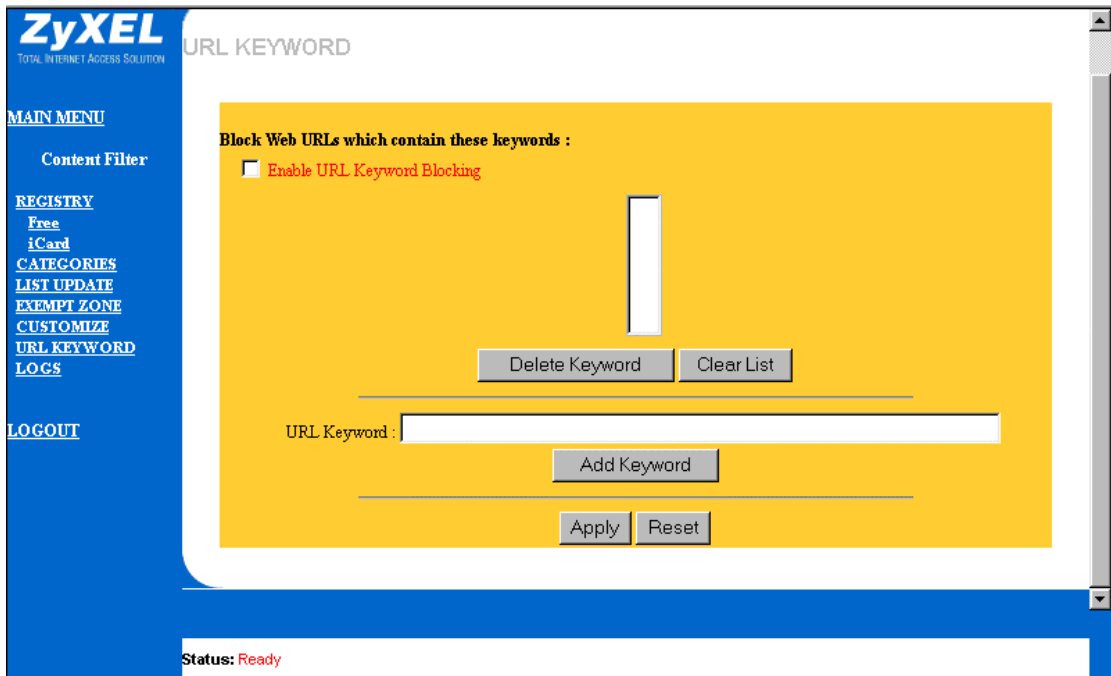 ZyXEL
TOTAL INTERNET ACCESS SOLUTION
MAIN MENU
Content Filter
REGISTRY
Free
iCard
CATEGORIES
LIST UPDATE
EXEMPT ZONE
CUSTOMIZE
URL KEYWORD
LOGS
LOGOUT
URL KEYWORD
Block Web URLs which contain these keywords :
Enable URL Keyword Blocking
Delete Keyword Clear List
URL Keyword :
Add Keyword
Apply Reset
Status: Ready